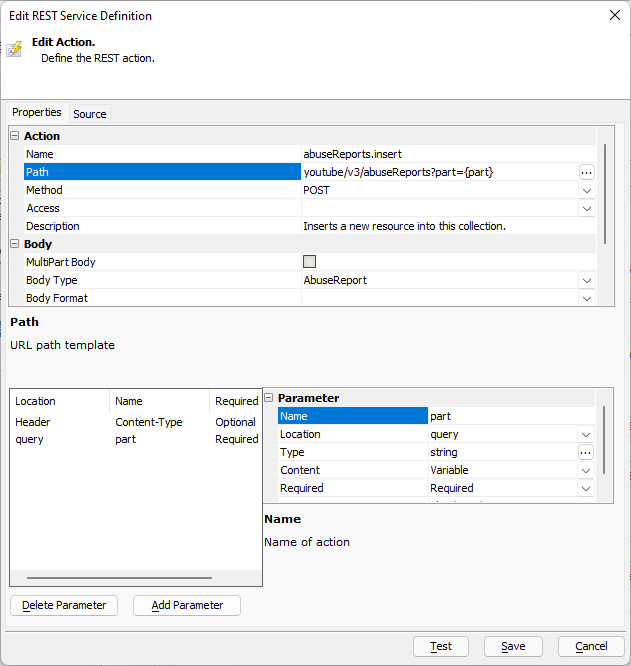 Edit REST Service Definition
Edit Action.
Define the REST action.
Properties Source
Action
Name abuseReports.insert
Path youtube/v3/abuseReports?part={part} ...
Method POST
Access
Description Inserts a new resource into this collection.
Body
MultiPart Body
Body Type AbuseReport
Body Format
Path
URL path template
Location Name Required
Header Content-Type Optional
query part Required
Parameter
Name part
Location query
Type string ...
Content Variable
Required Required
Name
Name of action
Delete Parameter Add Parameter
Test Save Cancel